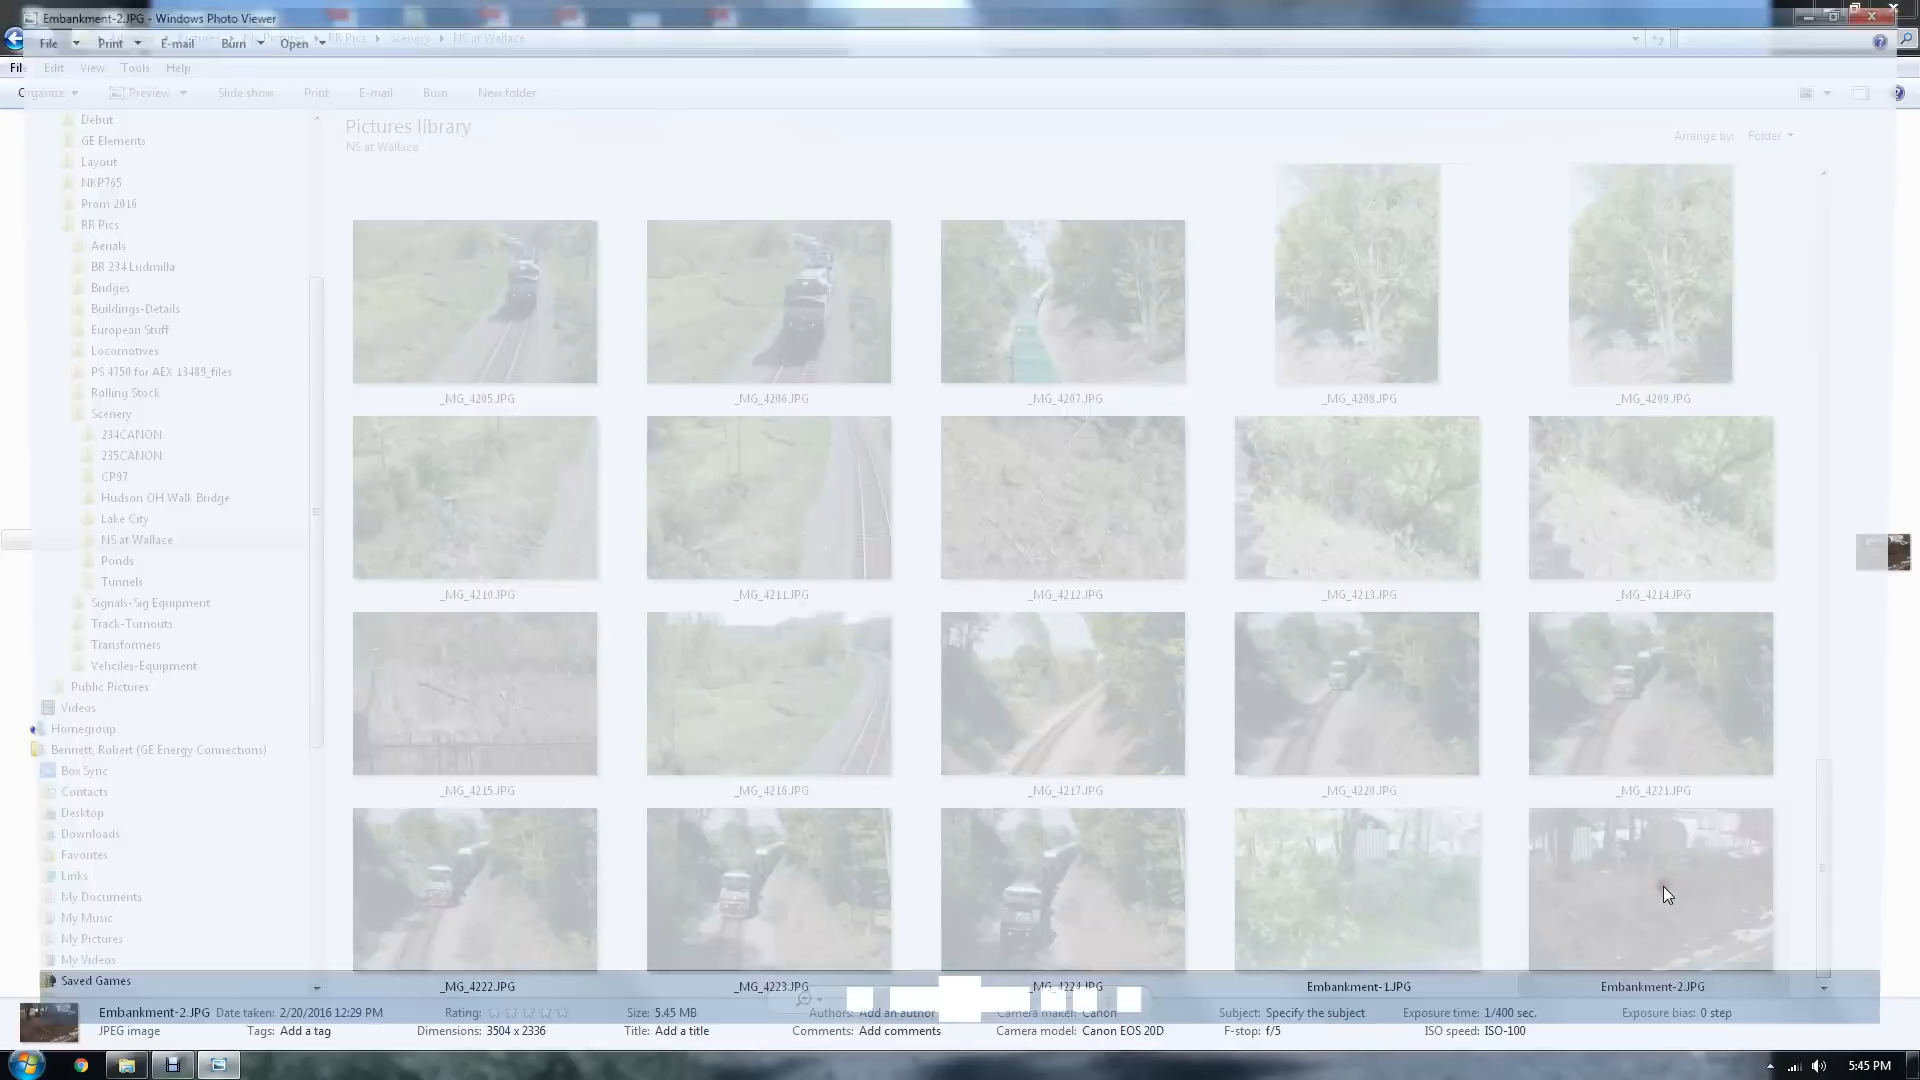 Embankment-2.JPG - Windows Photo Viewer
File Print E-mail Burn Open
RR Pics Scenery NS at Wallace
Edit View Tools Help
Organize Preview Slide show Print E-mail Burn New folder
Pictures library
NS at Wallace
Arrange by: Folder
Debut
GE Elements
Layout
NKP765
Prom 2016
RR Pics
Aerials
BR 234 Ludmilla
Bridges
Buildings-Details
European Stuff
Locomotives
PS 4750 for AEX 13489_files
Rolling Stock
Scenery
234CANON
235CANON
CP97
Hudson OH Walk Bridge
Lake City
NS at Wallace
Ponds
Tunnels
Signals-Sig Equipment
Track-Turnouts
Transformers
Vehciles-Equipment
Public Pictures
Videos
Homegroup
Bennett, Robert (GE Energy Connections)
Box Sync
Contacts
Desktop
Downloads
Favorites
Links
My Documents
My Music
My Pictures
My Videos
Saved Games
_MG_4205.JPG _MG_4206.JPG _MG_4207.JPG _MG_4208.JPG _MG_4209.JPG
_MG_4210.JPG _MG_4211.JPG _MG_4212.JPG _MG_4213.JPG _MG_4214.JPG
_MG_4215.JPG _MG_4216.JPG _MG_4217.JPG _MG_4220.JPG _MG_4221.JPG
_MG_4222.JPG _MG_4223.JPG _MG_4224.JPG Embankment-1.JPG Embankment-2.JPG
Embankment-2.JPG Date taken: 2/20/2016 12:29 PM Rating: Size: 5.45 MB Authors: Add an author Camera maker: Canon Subject: Specify the subject Exposure time: 1/400 sec. Exposure bias: 0 step
JPEG image Tags: Add a tag Dimensions: 3504 x 2336 Title: Add a title Comments: Add comments Camera model: Canon EOS 20D F-stop: f/5 ISO speed: ISO-100
5:45 PM